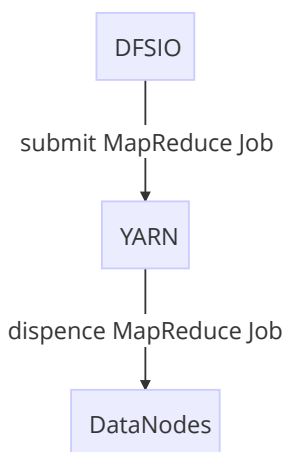 DFSIO
submit MapReduce Job
YARN
dispence MapReduce Job
DataNodes